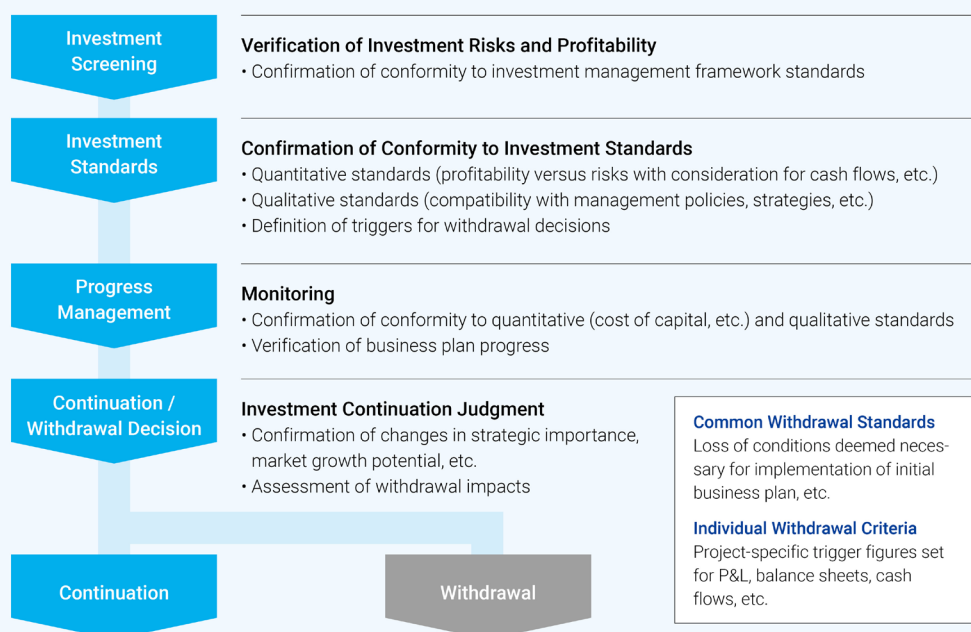 Investment
Screening
Verification of Investment Risks and Profitability
• Confirmation of conformity to investment management framework standards
Investment
Standards
Confirmation of Conformity to Investment Standards
• Quantitative standards (profitability versus risks with consideration for cash flows, etc.)
• Qualitative standards (compatibility with management policies, strategies, etc.)
• Definition of triggers for withdrawal decisions
Progress
Management
Monitoring
• Confirmation of conformity to quantitative (cost of capital, etc.) and qualitative standards
• Verification of business plan progress
Continuation /
Withdrawal Decision
Investment Continuation Judgment
• Confirmation of changes in strategic importance,
market growth potential, etc.
• Assessment of withdrawal impacts
Common Withdrawal Standards
Loss of conditions deemed neces-
sary for implementation of initial
business plan, etc.
Individual Withdrawal Criteria
Project-specific trigger figures set
for P&L, balance sheets, cash
flows, etc.
Continuation
Withdrawal